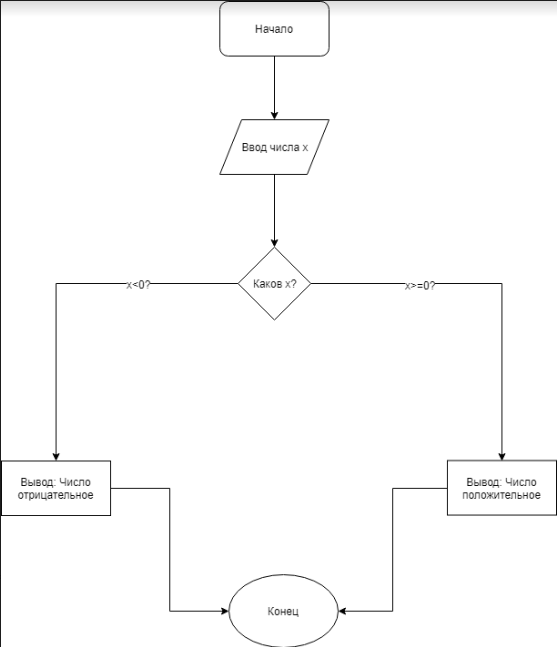 Начало
Ввод числа x
Каков x?
x<0?
x>=0?
Вывод: Число
отрицательное
Вывод: Число
положительное
Конец